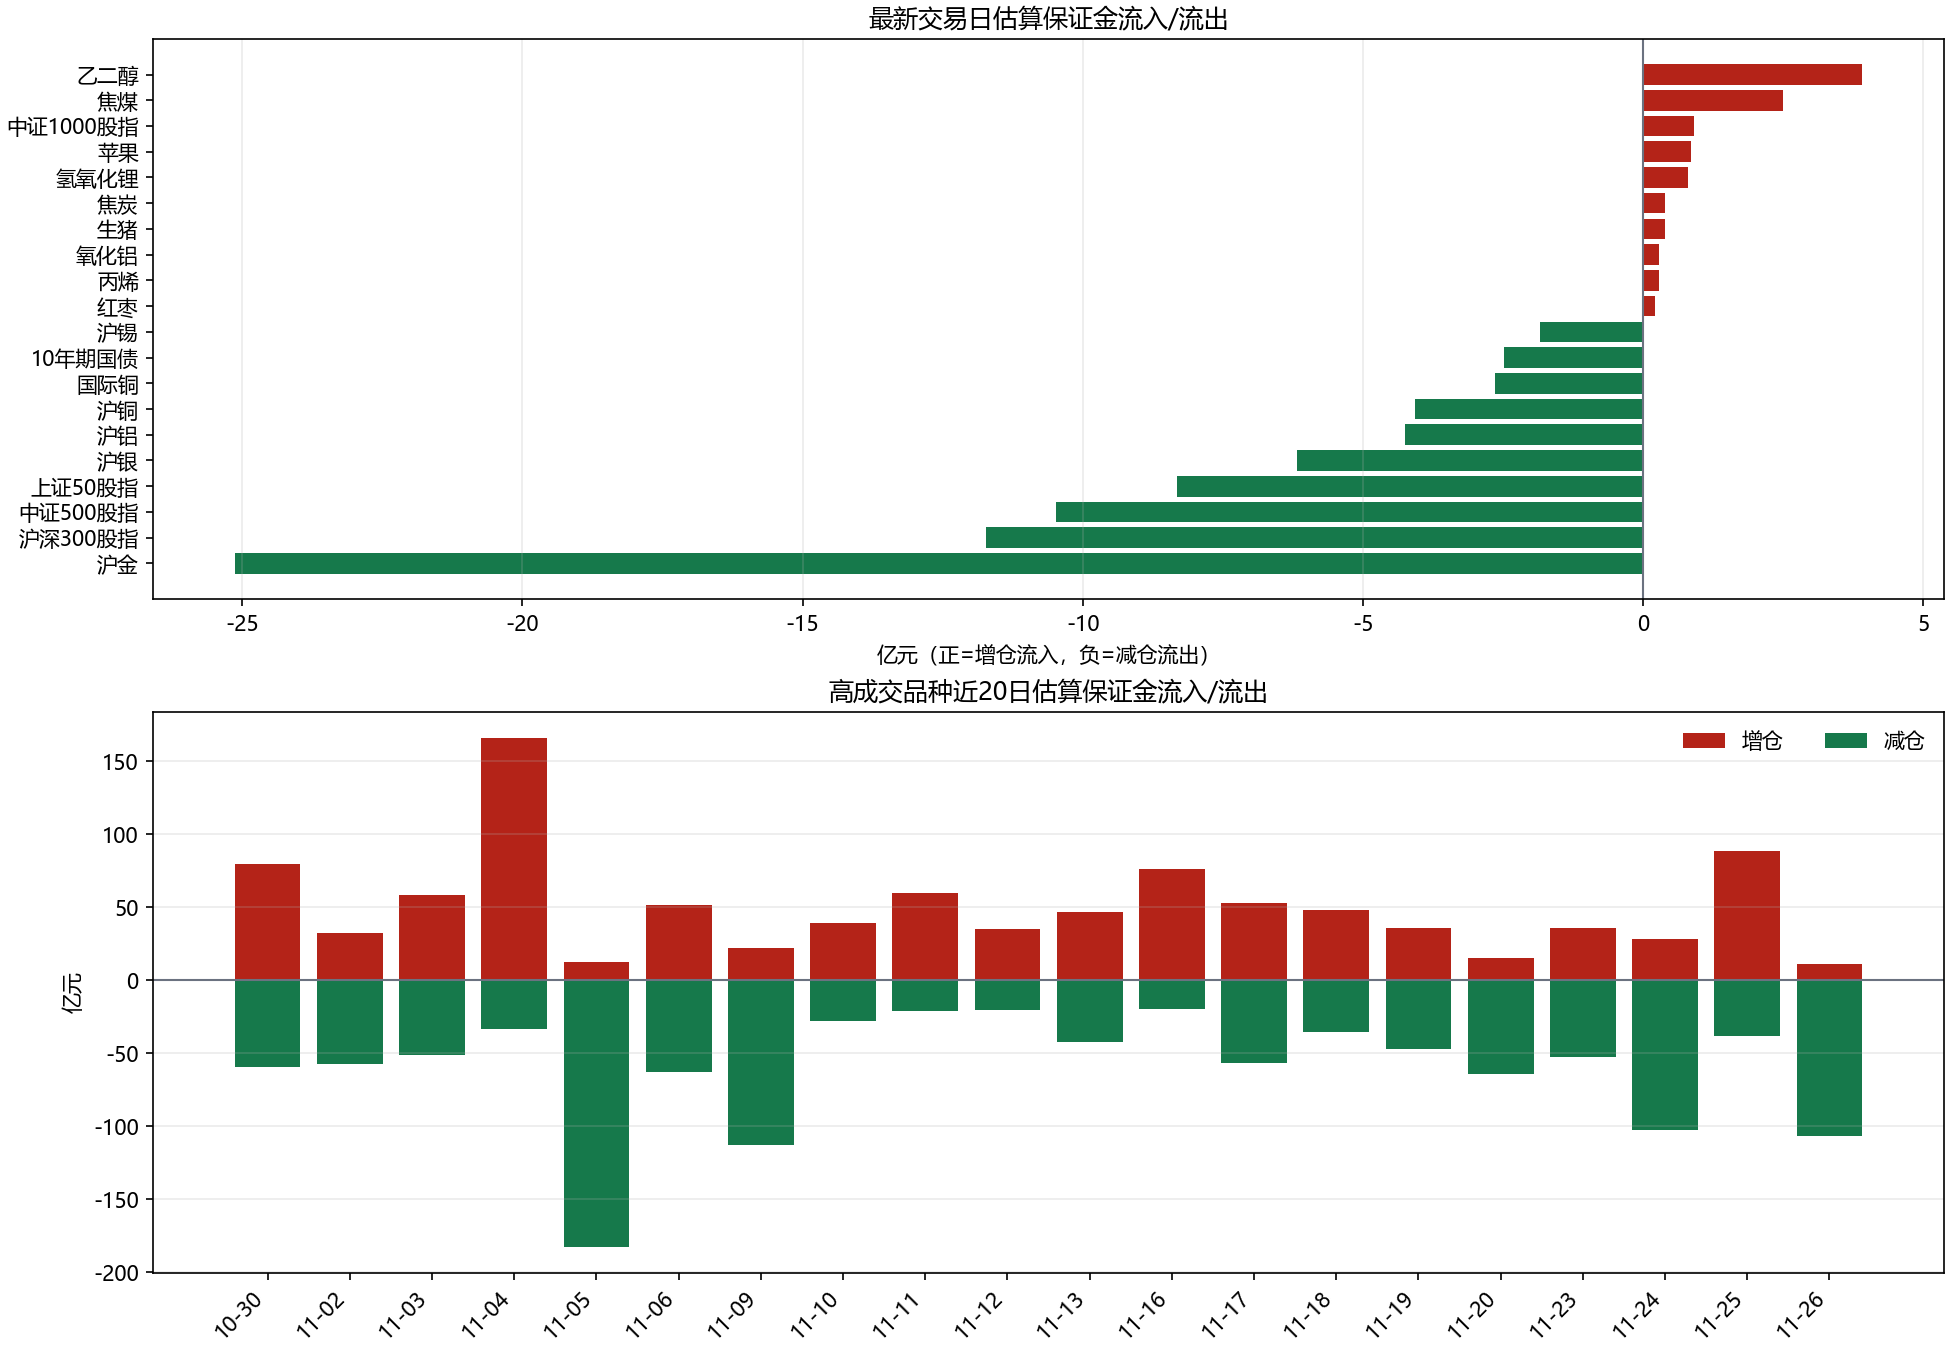 最新交易日估算保证金流入/流出
乙二醇
焦煤
中证1000股指
苹果
氢氧化锂
焦炭
生猪
氧化铝
丙烯
红枣
沪锡
10年期国债
国际铜
沪铜
沪铝
沪银
上证50股指
中证500股指
沪深300股指
沪金
-25 -20 -15 -10 -5 0 5
亿元（正=增仓流入，负=减仓流出）
高成交品种近20日估算保证金流入/流出
增仓 减仓
150
100
50
0
-50
-100
-150
-200
亿元
10-30 11-02 11-03 11-04 11-05 11-06 11-09 11-10 11-11 11-12 11-13 11-16 11-17 11-18 11-19 11-20 11-23 11-24 11-25 11-26